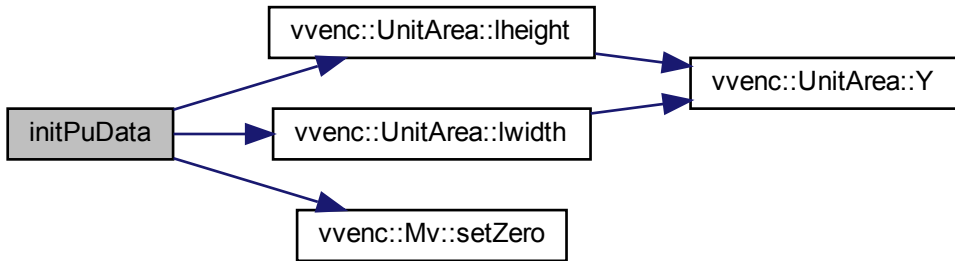 vvenc::UnitArea::lheight
vvenc::UnitArea::Y
initPuData
vvenc::UnitArea::lwidth
vvenc::Mv::setZero